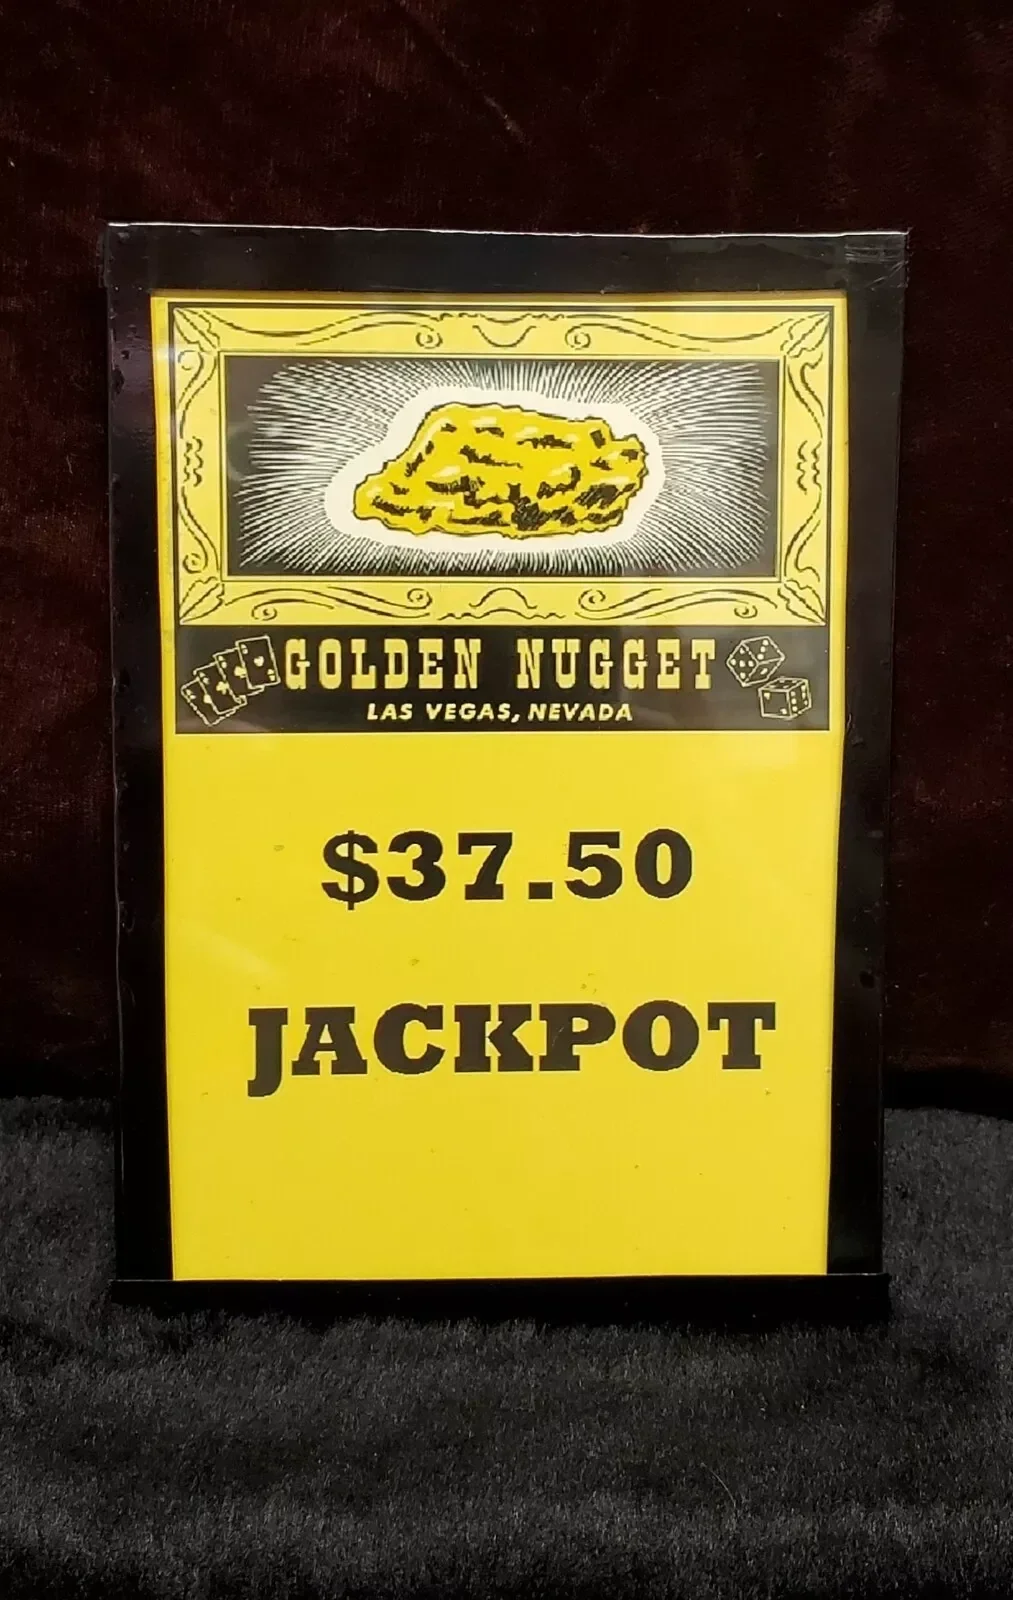 GOLDEN NUGGET
LAS VEGAS, NEVADA
$37.50
JACKPOT